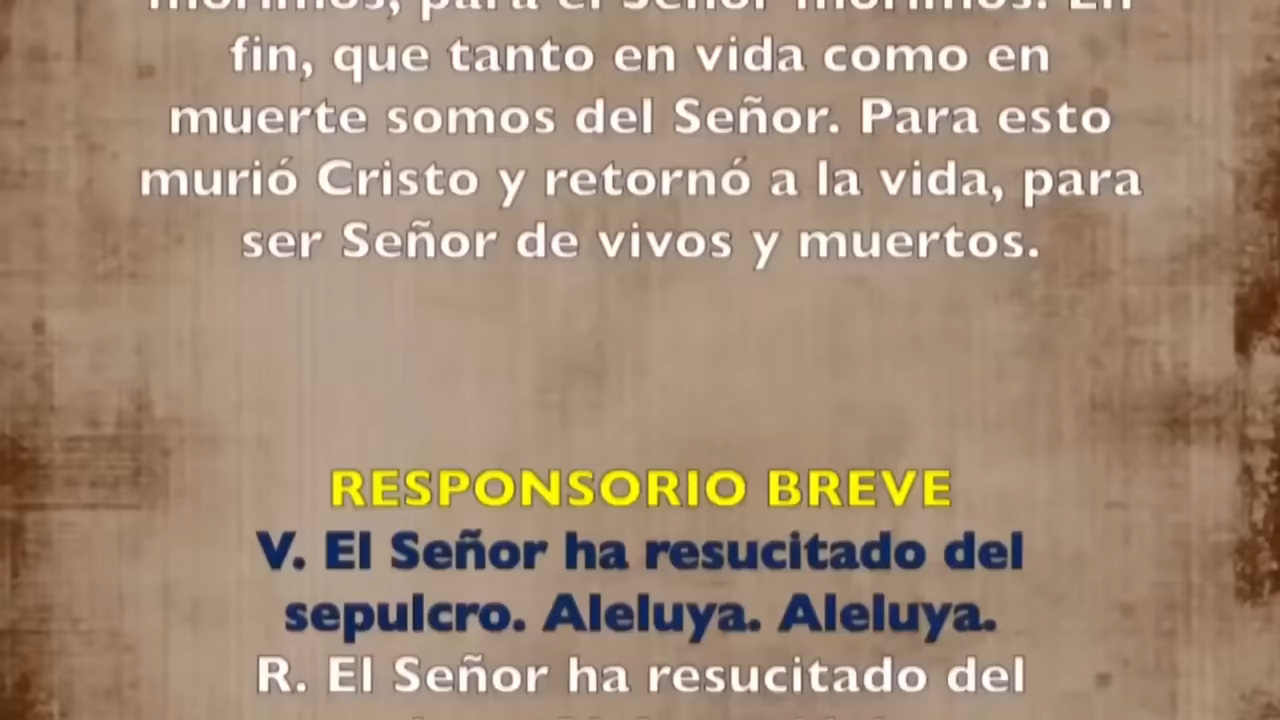 morimos, para el Señor morimos. En
fin, que tanto en vida como en
muerte somos del Señor. Para esto
murió Cristo y retornó a la vida, para
ser Señor de vivos y muertos.
RESPONSORIO BREVE
V. El Señor ha resucitado del
sepulcro. Aleluya. Aleluya.
R. El Señor ha resucitado del